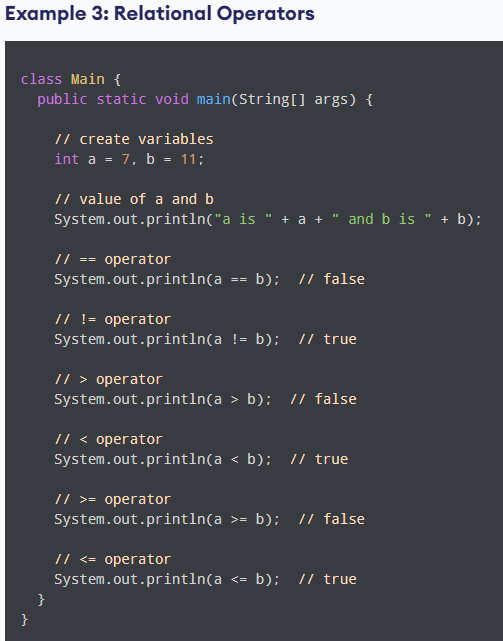 Example 3: Relational Operators
class Main {
  public static void main(String[] args) {
    // create variables
    int a = 7, b = 11;
    // value of a and b
    System.out.println("a is " + a + " and b is " + b);
    // == operator
    System.out.println(a == b);  // false
    // != operator
    System.out.println(a != b);  // true
    // > operator
    System.out.println(a > b);  // false
    // < operator
    System.out.println(a < b);  // true
    // >= operator
    System.out.println(a >= b);  // false
    // <= operator
    System.out.println(a <= b);  // true
  }
}